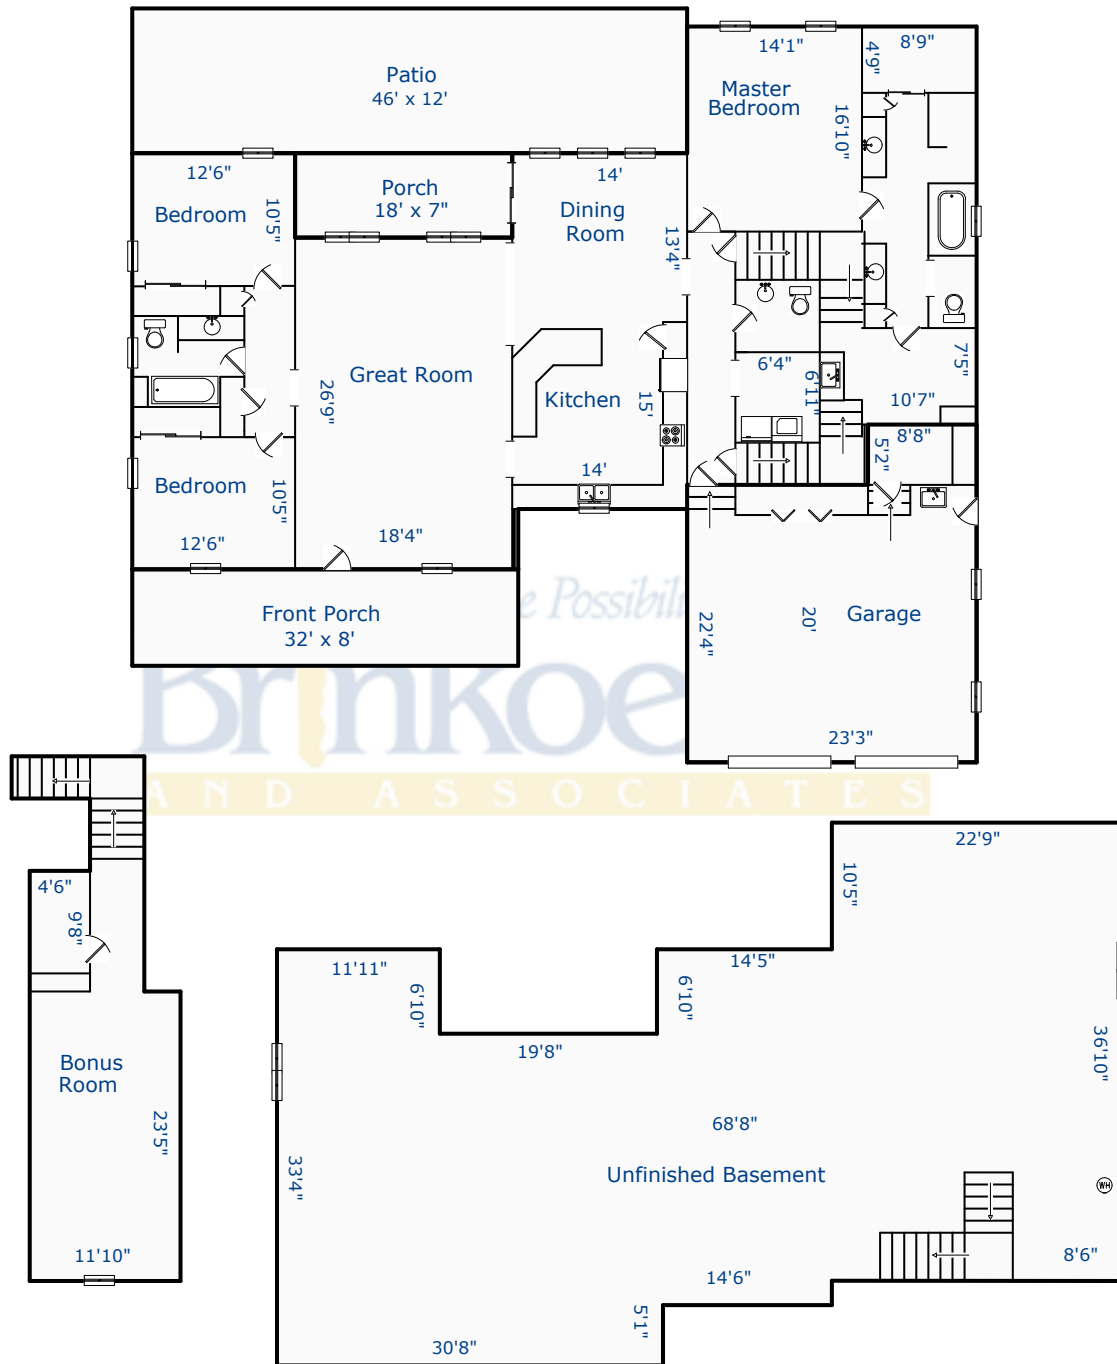 Patio
46' x 12'
14'1"
8'9"
4'9"
Master
Bedroom
16'10"
12'6"
Bedroom
10'5"
Porch
18' x 7"
14'
Dining
Room
13'4"
Great Room
26'9"
Kitchen
15'
14'
6'4"
6'11"
7'5"
10'7"
8'8"
5'2"
Bedroom
10'5"
12'6"
18'4"
Front Porch
32' x 8'
22'4"
20'
Garage
23'3"
e Possibili
Brinkoe
AND ASSOCIATES
4'6"
9'8"
Bonus
Room
23'5"
11'10"
22'9"
10'5"
11'11"
6'10"
14'5"
6'10"
19'8"
36'10"
68'8"
33'4"
Unfinished Basement
WH
8'6"
14'6"
5'1"
30'8"